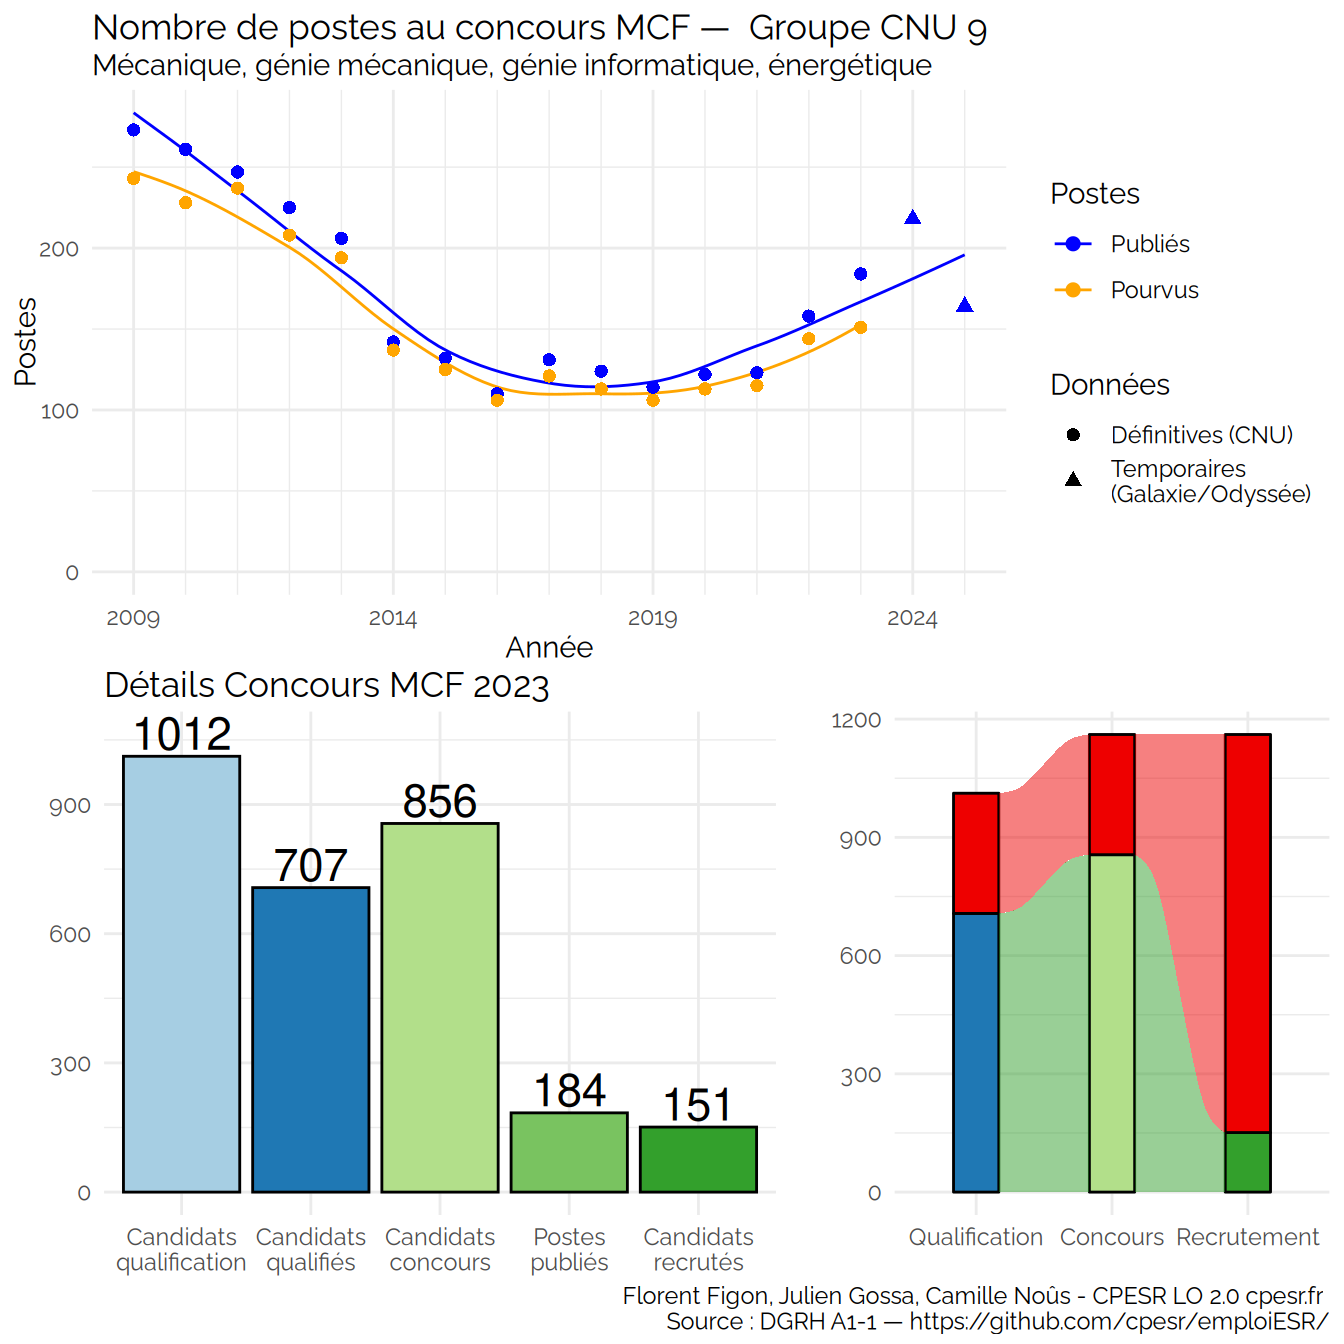 Nombre de postes au concours MCF — Groupe CNU 9
Mécanique, génie mécanique, génie informatique, énergétique
Postes
200
100
0
2009
2014
2019
2024
Année
Postes
Publiés
Pourvus
Données
Définitives (CNU)
Temporaires
(Galaxie/Odyssée)
Détails Concours MCF 2023
900
600
300
0
1012
707
856
184
151
Candidats
qualification
Candidats
qualifiés
Candidats
concours
Postes
publiés
Candidats
recrutés
1200
900
600
300
0
Qualification
Concours
Recrutement
Florent Figon, Julien Gossa, Camille Noûs - CPESR LO 2.0 cpesr.fr
Source : DGRH A1-1 — https://github.com/cpesr/emploiESR/